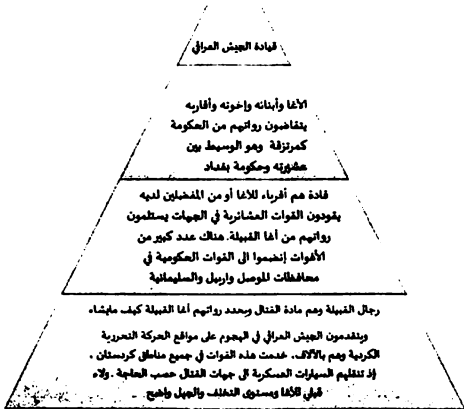 قيادة الجيش العراقي
الآغا وأبنائه وإخوته وأقاربه
يتقاضون رواتبهم من الحكومة
كمرتزقة وهو الوسيط بين
عشيرته وحكومة بغداد
قادة هم أقرباء للآغا أو من المفضلين لديه
يقودون القوات العشائرية في الجبهات يستلمون
رواتبهم من آغا القبيلة. هناك عدد كبير من
الأغوات إنضموا الى القوات الحكومية في
محافظات الموصل واربيل والسليمانية
رجال القبيلة وهم مادة القتال ويحدد رواتبهم آغا القبيلة كيف مايشاء
ويتقدمون الجيش العراقي في الهجوم على مواقع الحركة التحررية
الكردية وهم بالآلاف. خدمت هذه القوات في جميع مناطق كردستان .
إذ تنقلهم السيارات العسكرية الى جبهات القتال حسب الحاجة . ولاء
قبلي للآغا ومستوى التخلف والجهل واضح